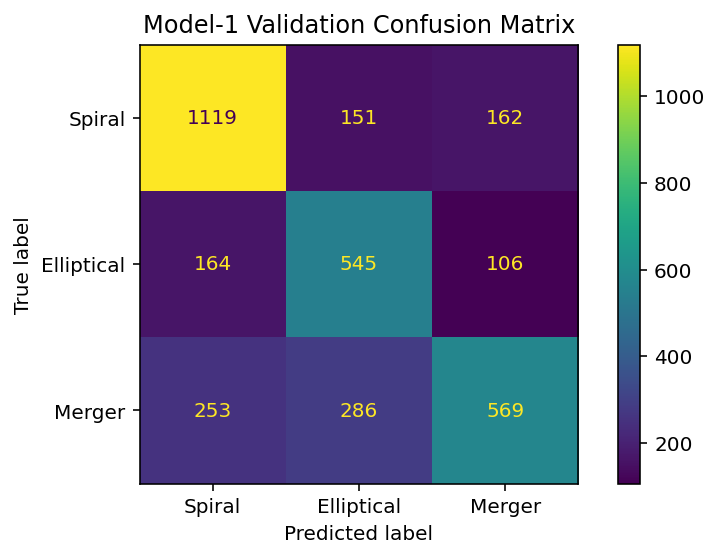 Model-1 Validation Confusion Matrix
True label
Spiral 1119 151 162
Elliptical 164 545 106
Merger 253 286 569
Spiral Elliptical Merger
Predicted label
1000
800
600
400
200